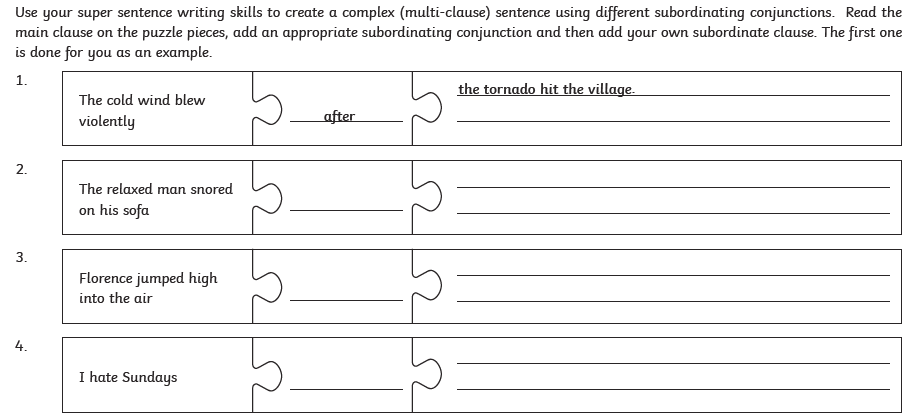 Use your super sentence writing skills to create a complex (multi-clause) sentence using different subordinating conjunctions. Read the
main clause on the puzzle pieces, add an appropriate subordinating conjunction and then add your own subordinate clause. The first one
is done for you as an example.
1.
The cold wind blew
violently
after
the tornado hit the village.
2.
The relaxed man snored
on his sofa
3.
Florence jumped high
into the air
4.
I hate Sundays